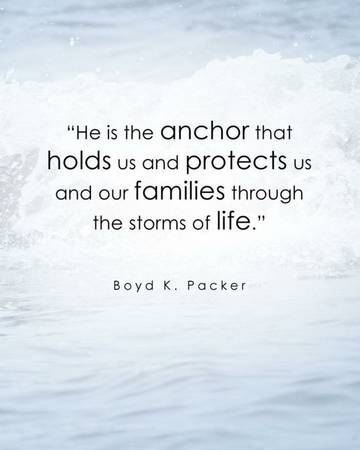 “He is the anchor that
holds us and protects us
and our families through
the storms of life.”
Boyd K. Packer